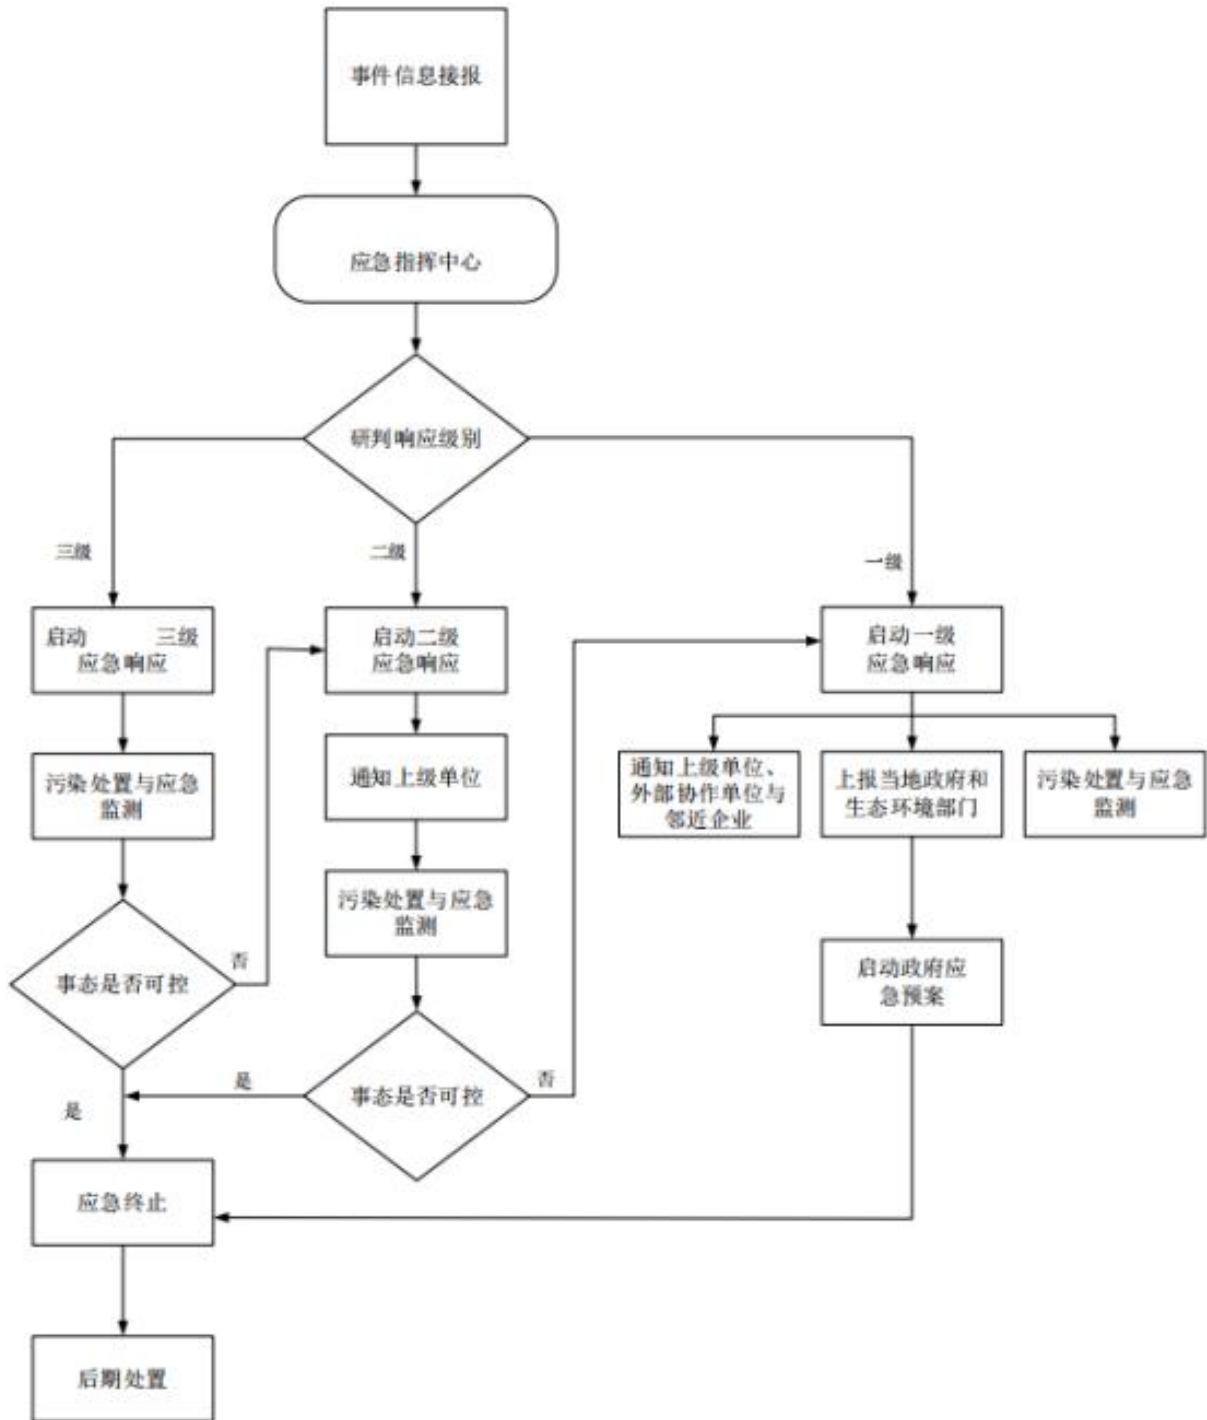 事件信息接报
应急指挥中心
研判响应级别
三级
二级
一级
启动 三级
应急响应
启动二级
应急响应
启动一级
应急响应
污染处置与应急
监测
通知上级单位
通知上级单位、
外部协作单位与
邻近企业
上报当地政府和
生态环境部门
污染处置与应急
监测
污染处置与应急
监测
事态是否可控
否
启动政府应
急预案
是
事态是否可控
是
否
应急终止
后期处置